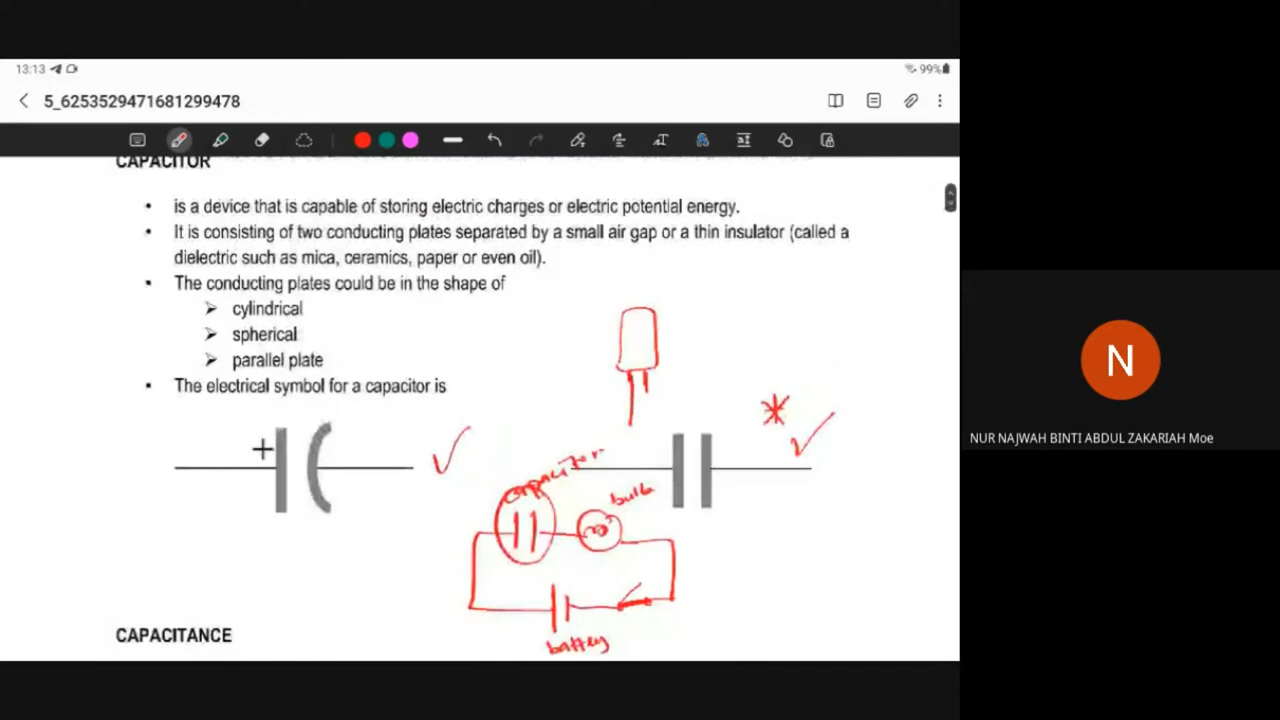 13:13
99%
5_6253529471681299478
CAPACITOR
• is a device that is capable of storing electric charges or electric potential energy.
• It is consisting of two conducting plates separated by a small air gap or a thin insulator (called a
dielectric such as mica, ceramics, paper or even oil).
• The conducting plates could be in the shape of
➢ cylindrical
➢ spherical
➢ parallel plate
• The electrical symbol for a capacitor is
+
capacitor
bulb
battery
CAPACITANCE
N
NUR NAJWAH BINTI ABDUL ZAKARIAH Moe